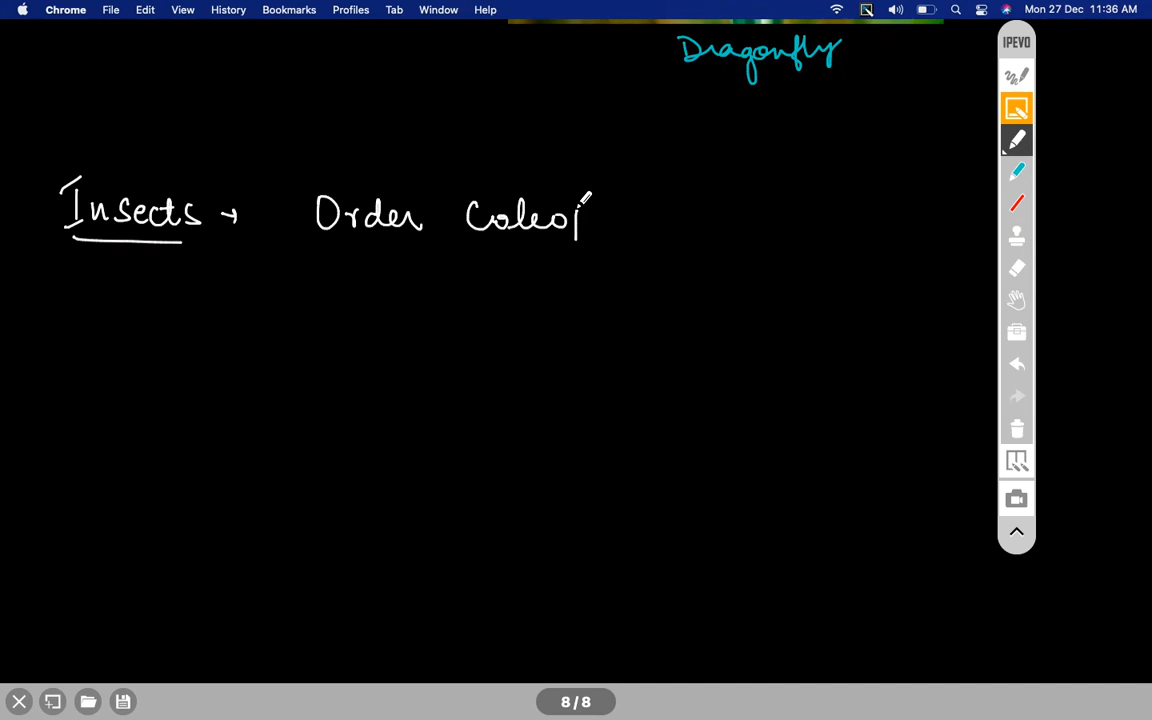 Chrome File Edit View History Bookmarks Profiles Tab Window Help Mon 27 Dec 11:36 AM
IPEVO
Dragonfly
Insects → Order Coleop
8/8